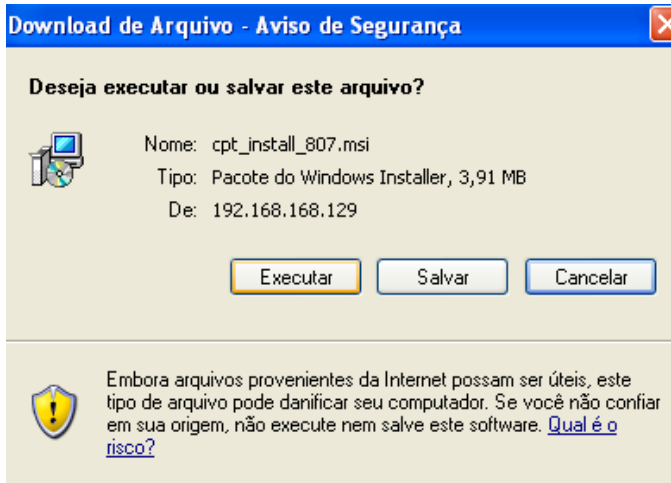 Download de Arquivo - Aviso de Segurança
Deseja executar ou salvar este arquivo?
Nome: cpt_install_807.msi
Tipo: Pacote do Windows Installer, 3,91 MB
De: 192.168.168.129
Executar Salvar Cancelar
Embora arquivos provenientes da Internet possam ser úteis, este
tipo de arquivo pode danificar seu computador. Se você não confiar
em sua origem, não execute nem salve este software. Qual é o
risco?